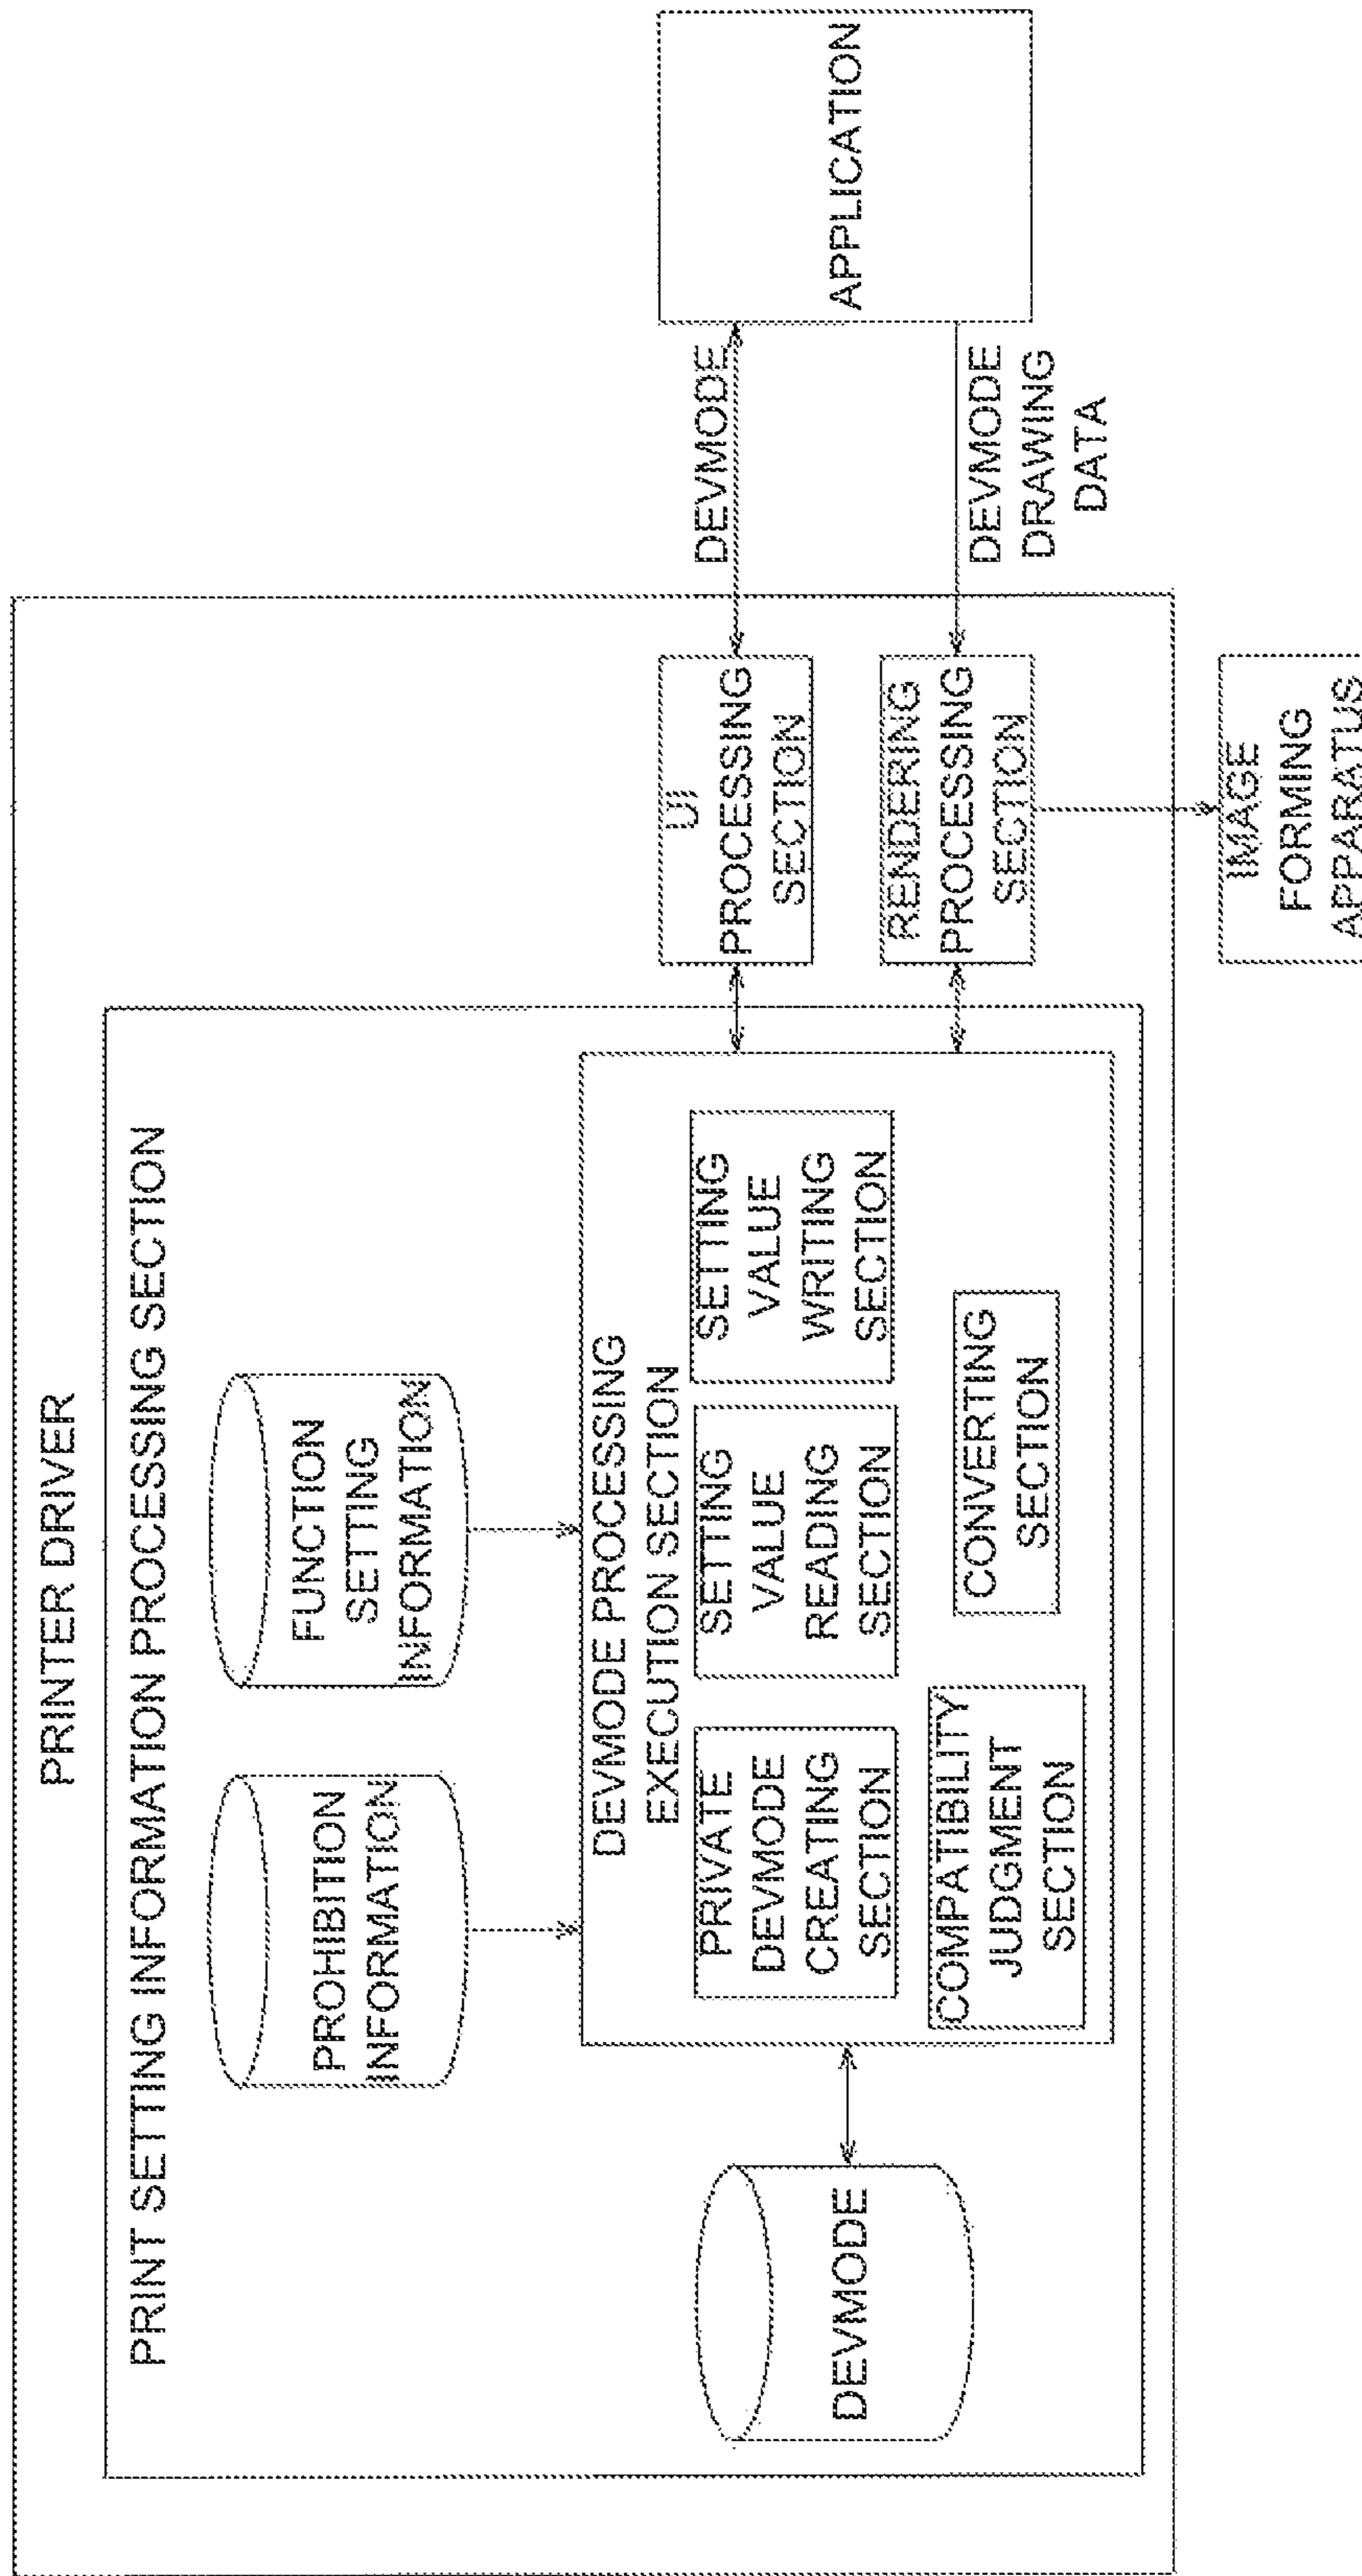 PRINTER DRIVER
PRINT SETTING INFORMATION PROCESSING SECTION
PROHIBITION
INFORMATION
FUNCTION
SETTING
INFORMATION
DEVMODE
DEVMODE PROCESSING
EXECUTION SECTION
PRIVATE
DEVMODE
CREATING
SECTION
SETTING
VALUE
READING
SECTION
SETTING
VALUE
WRITING
SECTION
COMPATIBILITY
JUDGMENT
SECTION
CONVERTING
SECTION
UI
PROCESSING
SECTION
RENDERING
PROCESSING
SECTION
DEVMODE
DEVMODE
DRAWING
DATA
APPLICATION
IMAGE
FORMING
APPARATUS